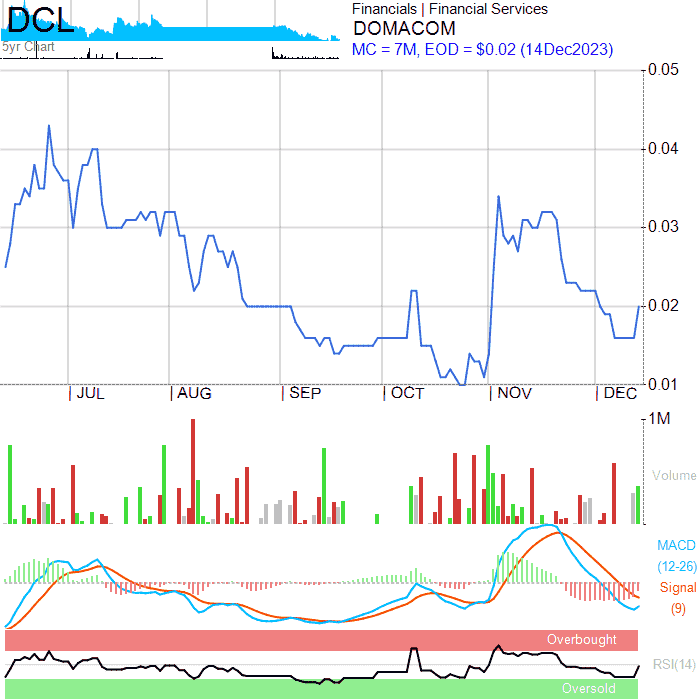 DCL
5yr Chart
Financials | Financial Services
DOMACOM
MC = 7M, EOD = $0.02 (14Dec2023)
0.05
0.04
0.03
0.02
0.01
JUL AUG SEP OCT NOV DEC
1M
Volume
MACD
(12-26)
Signal
(9)
Overbought
RSI(14)
Oversold